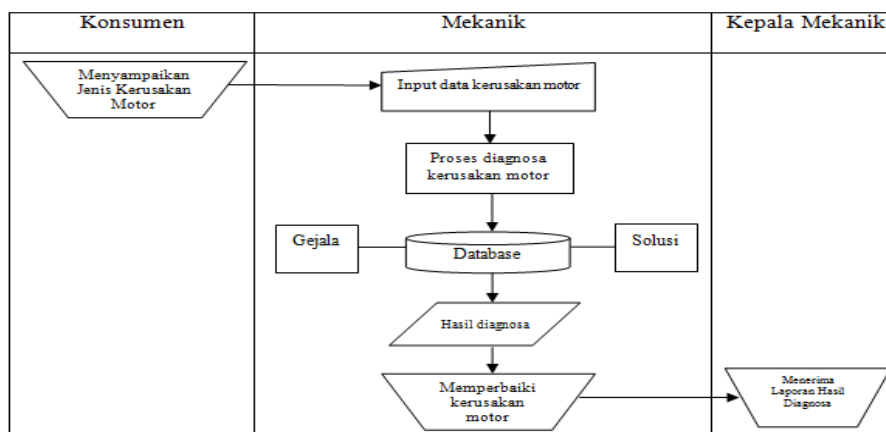 Konsumen
Mekanik
Kepala Mekanik
Menyampaikan
Jenis Kerusakan
Motor
Input data kerusakan motor
Proses diagnosa
kerusakan motor
Gejala
Database
Solusi
Hasil diagnosa
Memperbaiki
kerusakan
motor
Menerima
Laporan Hasil
Diagnosa